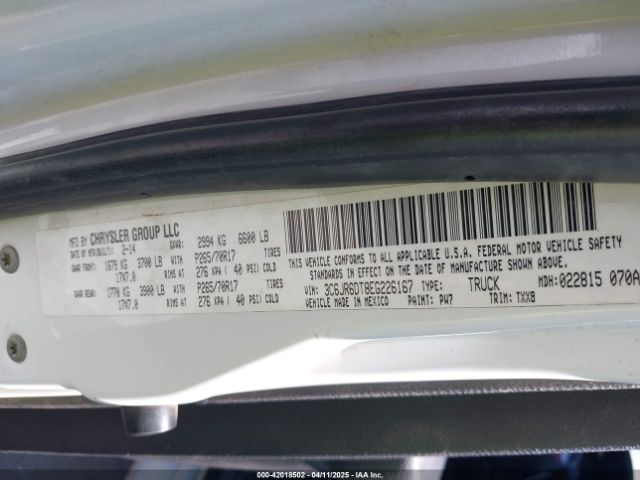 MFD BY CHRYSLER GROUP LLC
DATE OF MFR 2-14 GVWR: 2994 KG 6600 LB
GAWR FRONT: 1679 KG 3700 LB WITH P265/70R17 TIRES
17X7.0 RIMS AT 276 KPA ( 40 PSI) COLD
GAWR REAR: 1770 KG 3900 LB WITH P265/70R17 TIRES
17X7.0 RIMS AT 276 KPA ( 40 PSI) COLD
THIS VEHICLE CONFORMS TO ALL APPLICABLE U.S.A. FEDERAL MOTOR VEHICLE SAFETY
STANDARDS IN EFFECT ON THE DATE OF MANUFACTURE SHOWN ABOVE.
VIN: 3C6JR6DT8EG226167 TYPE: TRUCK MDH: 022815 070A
VEHICLE MADE IN MEXICO PAINT: PW7 TRIM: TXX8
000-42018502 - 04/11/2025 - IAAI.COM